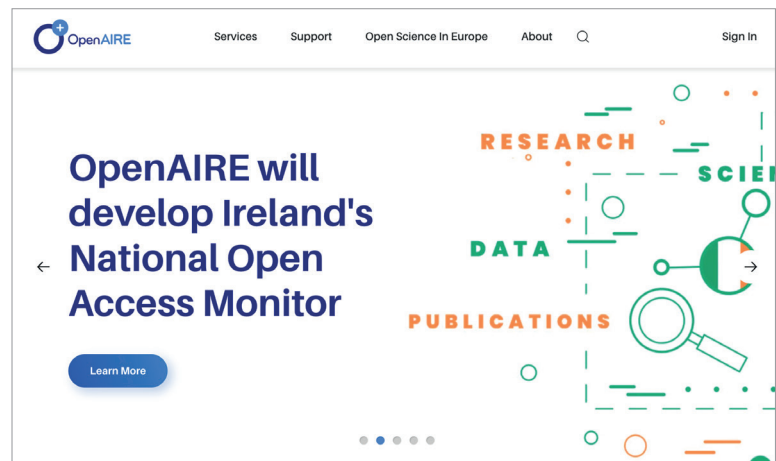 OpenAIRE
Services Support Open Science In Europe About Sign In
OpenAIRE will
develop Ireland's
National Open
Access Monitor
Learn More
RESEARCH
SCIEN
DATA
PUBLICATIONS